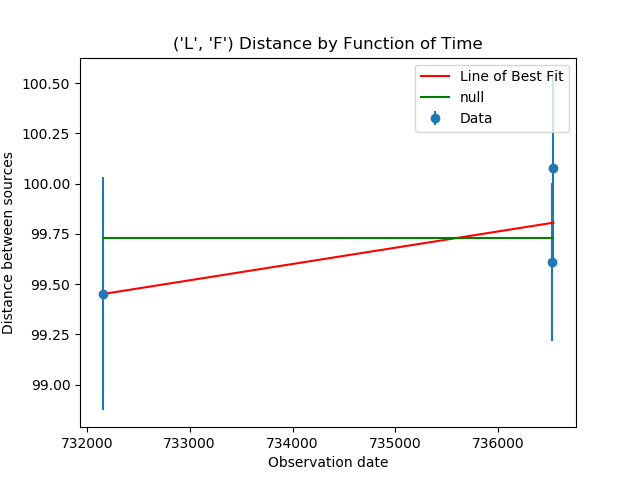 ('L', 'F') Distance by Function of Time
Line of Best Fit
null
Data
Distance between sources
100.50
100.25
100.00
99.75
99.50
99.25
99.00
732000 733000 734000 735000 736000
Observation date